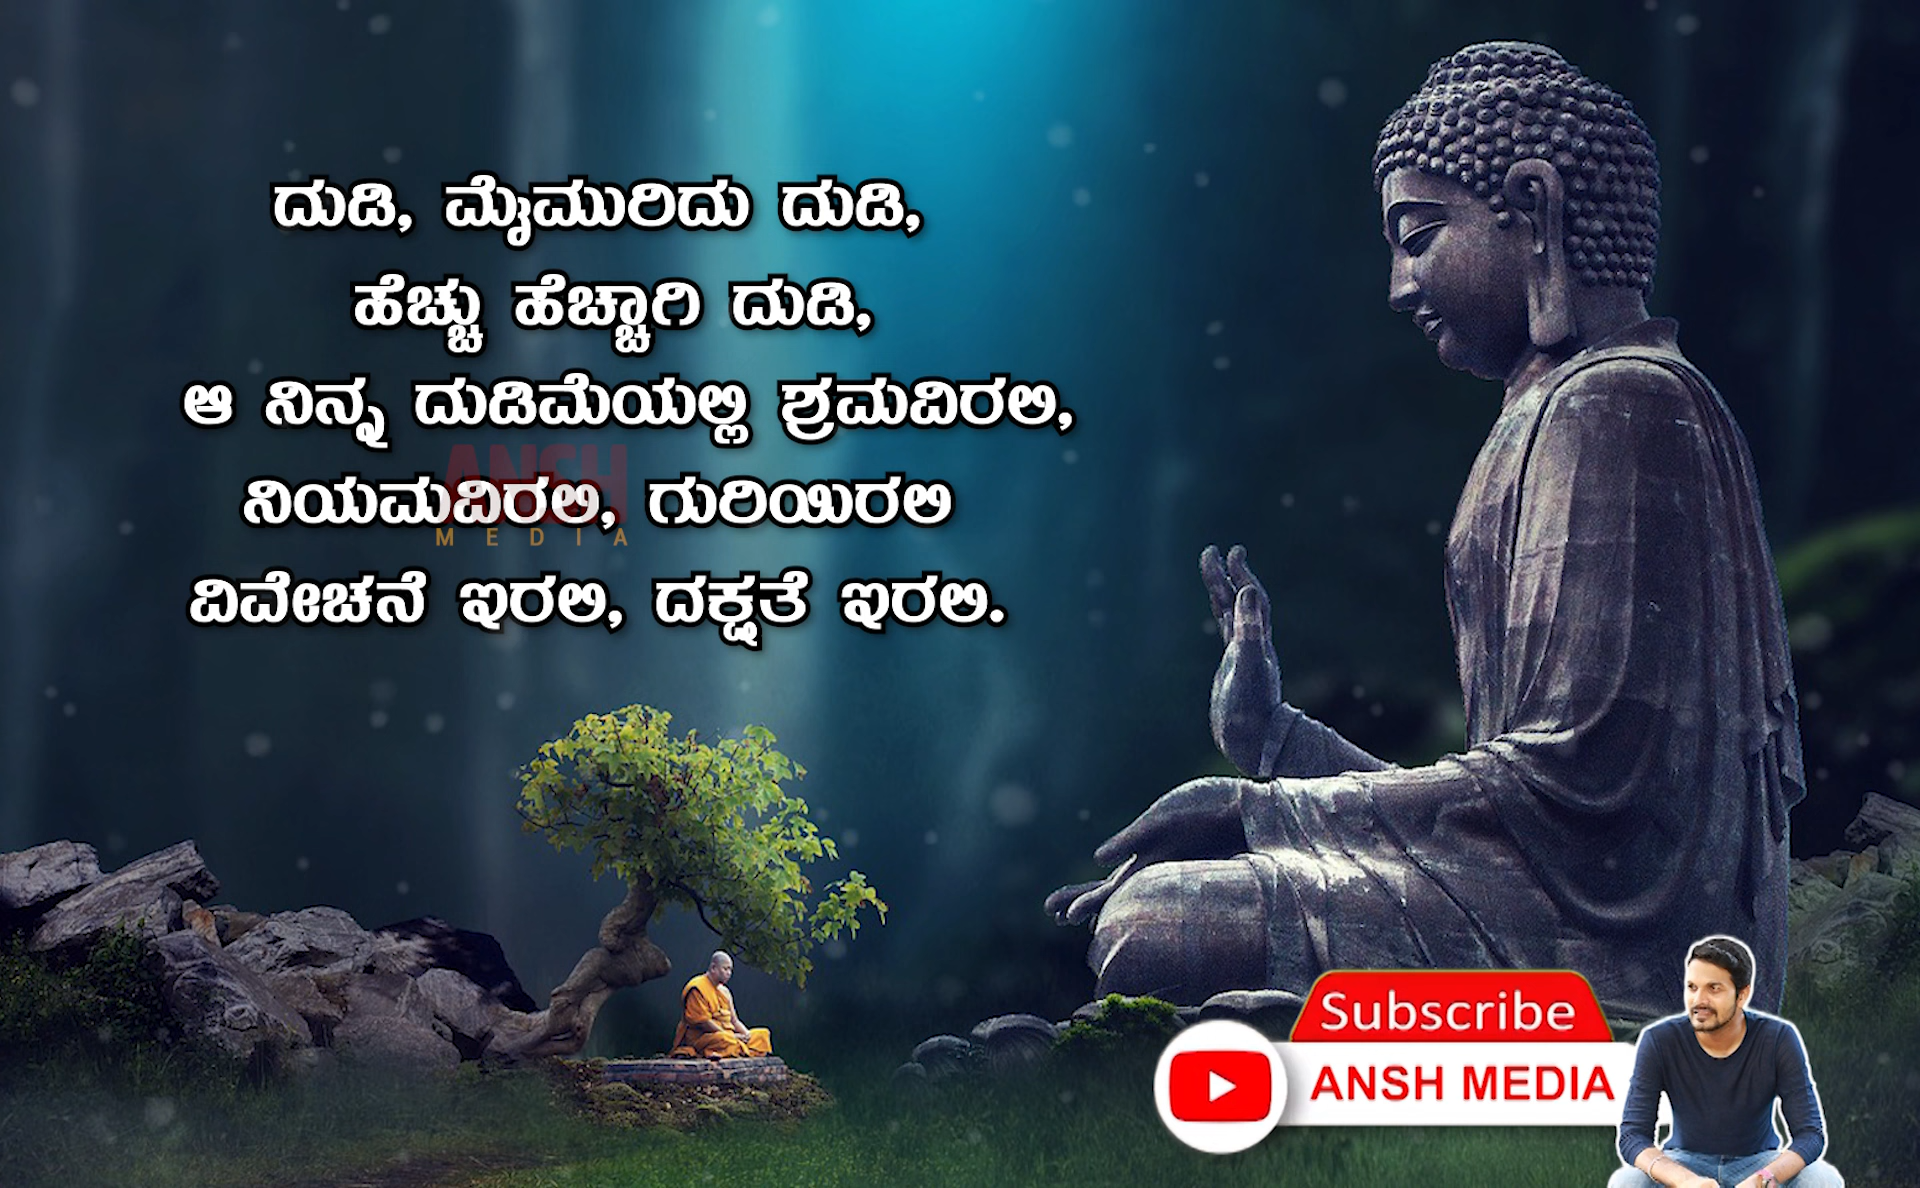 ದುಡಿ, ಮೈಮುರಿದು ದುಡಿ,
ಹೆಚ್ಚು ಹೆಚ್ಚಾಗಿ ದುಡಿ,
ಆ ನಿನ್ನ ದುಡಿಮೆಯಲ್ಲಿ ಶ್ರಮವಿರಲಿ,
ನಿಯಮವಿರಲಿ, ಗುರಿಯಿರಲಿ
ANSH
MEDIA
ವಿವೇಚನೆ ಇರಲಿ, ದಕ್ಷತೆ ಇರಲಿ.
Subscribe
ANSH MEDIA